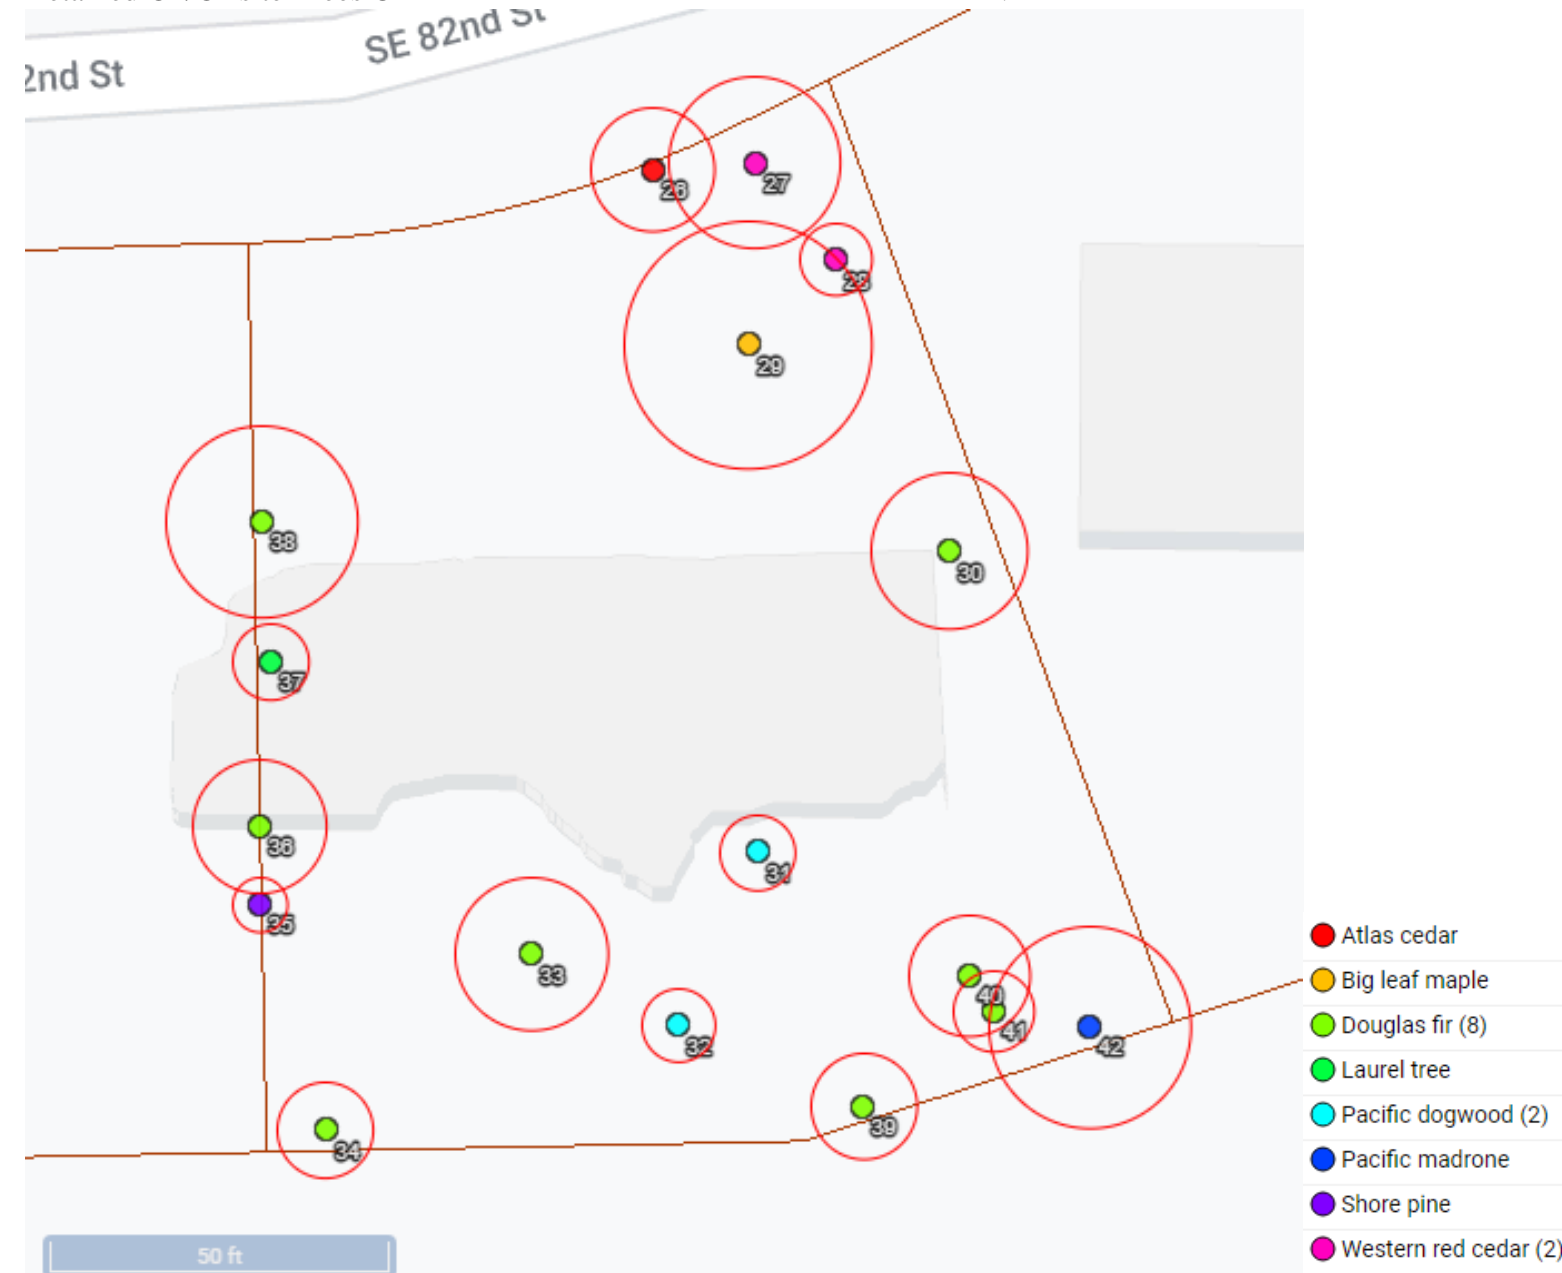 SE 82nd St
2nd St
26
27
28
29
38
30
37
36
31
35
33
40
41
32
42
39
34
Atlas cedar
Big leaf maple
Douglas fir (8)
Laurel tree
Pacific dogwood (2)
Pacific madrone
Shore pine
Western red cedar (2)
50 ft